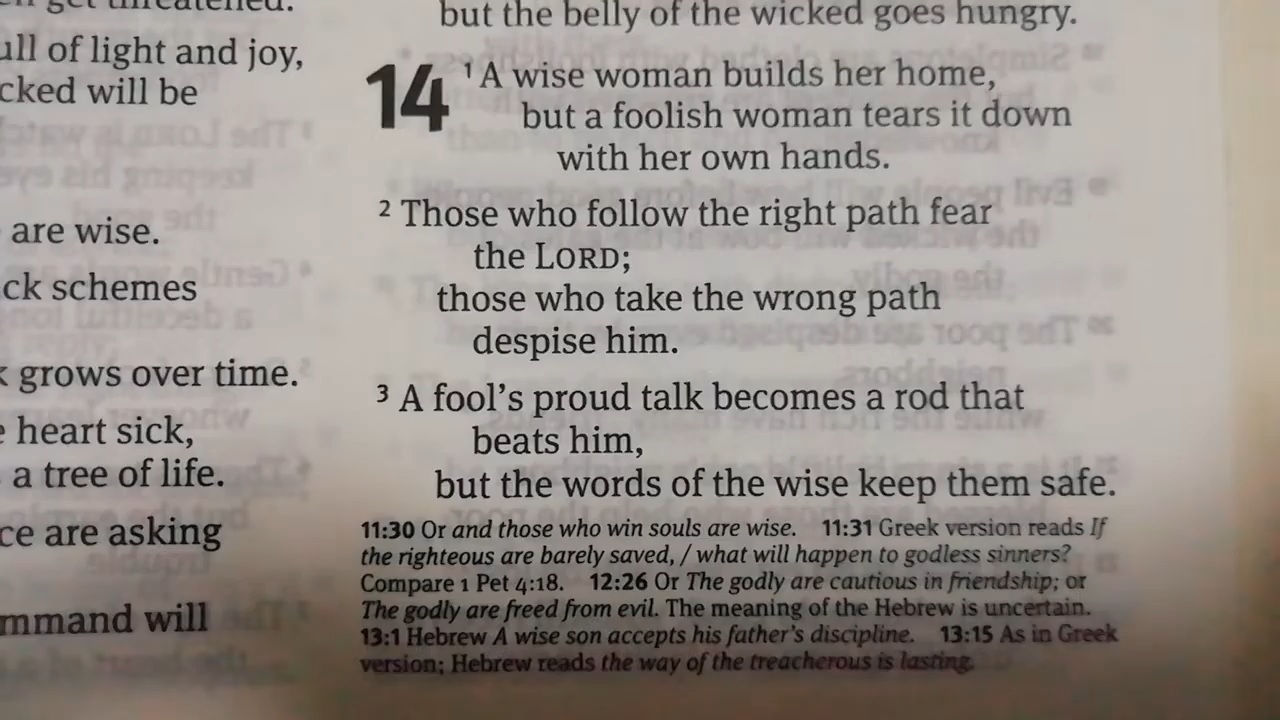 ull of light and joy,
cked will be
are wise.
ck schemes
grows over time.
heart sick,
a tree of life.
ce are asking
mmand will
but the belly of the wicked goes hungry.
14 1 A wise woman builds her home,
but a foolish woman tears it down
with her own hands.
2 Those who follow the right path fear
the LORD;
those who take the wrong path
despise him.
3 A fool's proud talk becomes a rod that
beats him,
but the words of the wise keep them safe.
11:30 Or and those who win souls are wise. 11:31 Greek version reads If
the righteous are barely saved, / what will happen to godless sinners?
Compare 1 Pet 4:18. 12:26 Or The godly are cautious in friendship; or
The godly are freed from evil. The meaning of the Hebrew is uncertain.
13:1 Hebrew A wise son accepts his father's discipline. 13:15 As in Greek
version; Hebrew reads the way of the treacherous is lasting.